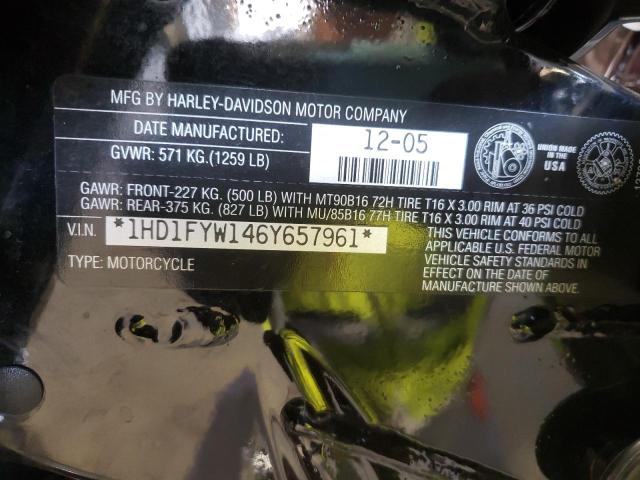 MFG BY HARLEY-DAVIDSON MOTOR COMPANY
DATE MANUFACTURED: 12-05
GVWR: 571 KG.(1259 LB)
UNION MADE IN THE USA
GAWR: FRONT-227 KG. (500 LB) WITH MT90B16 72H TIRE T16 X 3.00 RIM AT 36 PSI COLD
GAWR: REAR-375 KG. (827 LB) WITH MU/85B16 77H TIRE T16 X 3.00 RIM AT 40 PSI COLD
V.I.N. *1HD1FYW146Y657961*
TYPE: MOTORCYCLE
THIS VEHICLE CONFORMS TO ALL
APPLICABLE U.S. FEDERAL MOTOR
VEHICLE SAFETY STANDARDS IN
EFFECT ON THE DATE OF
MANUFACTURE SHOWN ABOVE.